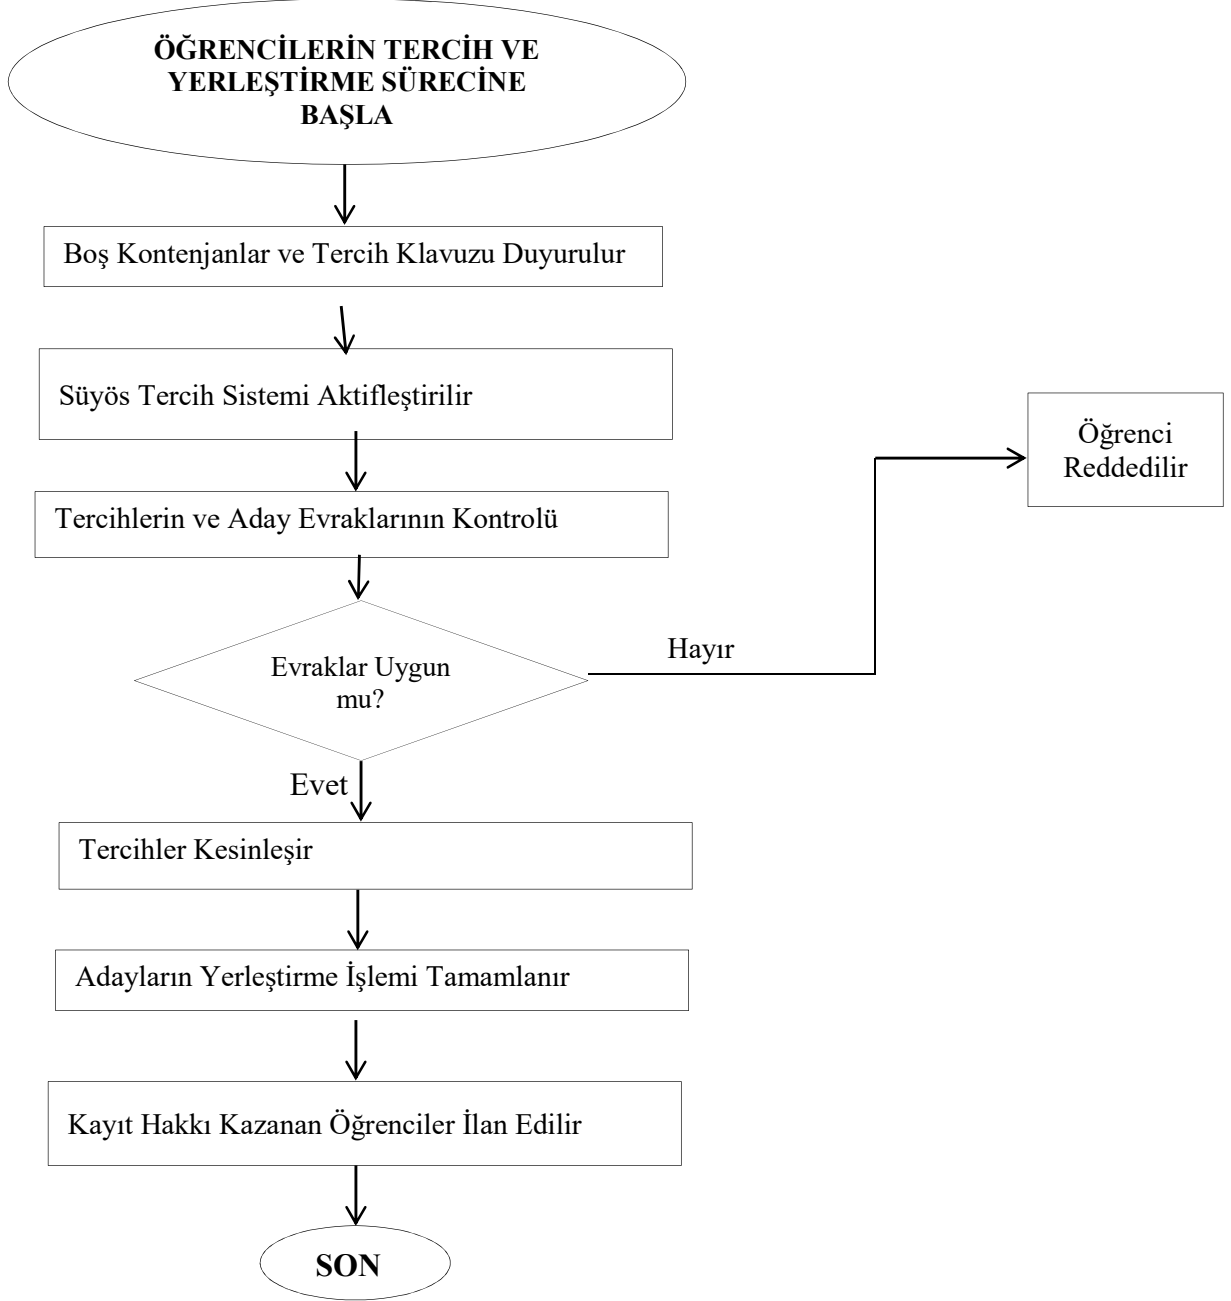 ÖĞRENCİLERİN TERCİH VE
YERLEŞTİRME SÜRECİNE
BAŞLA
Boş Kontenjanlar ve Tercih Klavuzu Duyurulur
Süyös Tercih Sistemi Aktifleştirilir
Öğrenci
Reddedilir
Tercihlerin ve Aday Evraklarının Kontrolü
Evraklar Uygun
mu?
Hayır
Evet
Tercihler Kesinleşir
Adayların Yerleştirme İşlemi Tamamlanır
Kayıt Hakkı Kazanan Öğrenciler İlan Edilir
SON